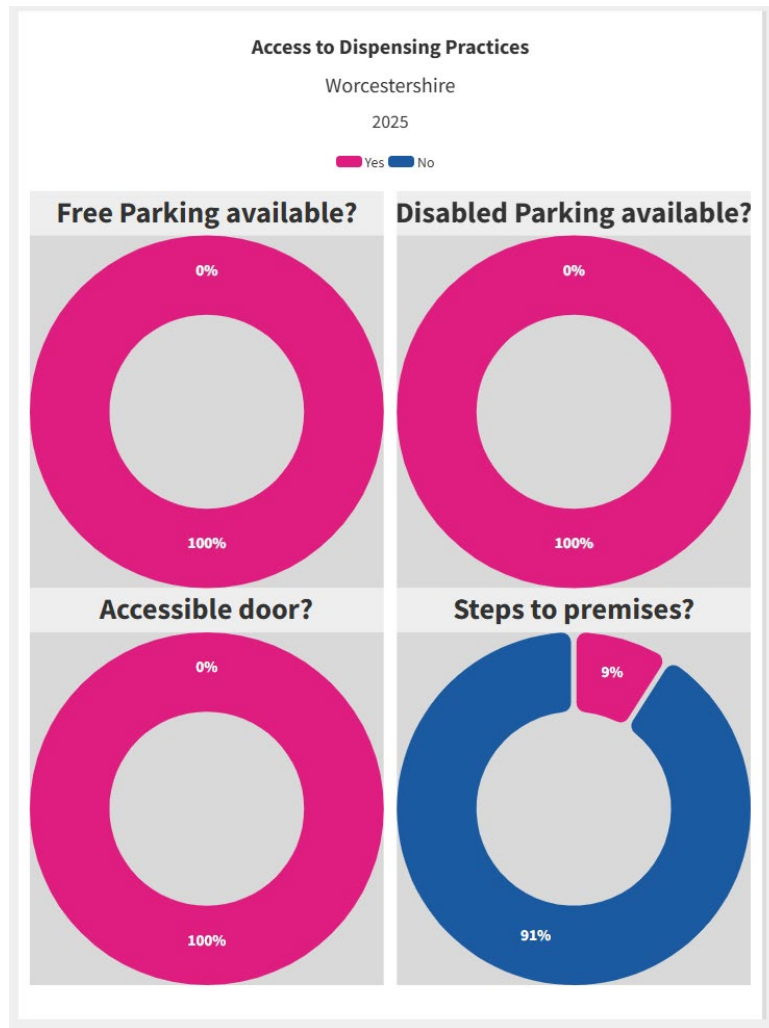 Access to Dispensing Practices
Worcestershire
2025
Yes No
Free Parking available?
0%
100%
Disabled Parking available?
0%
100%
Accessible door?
0%
100%
Steps to premises?
9%
91%